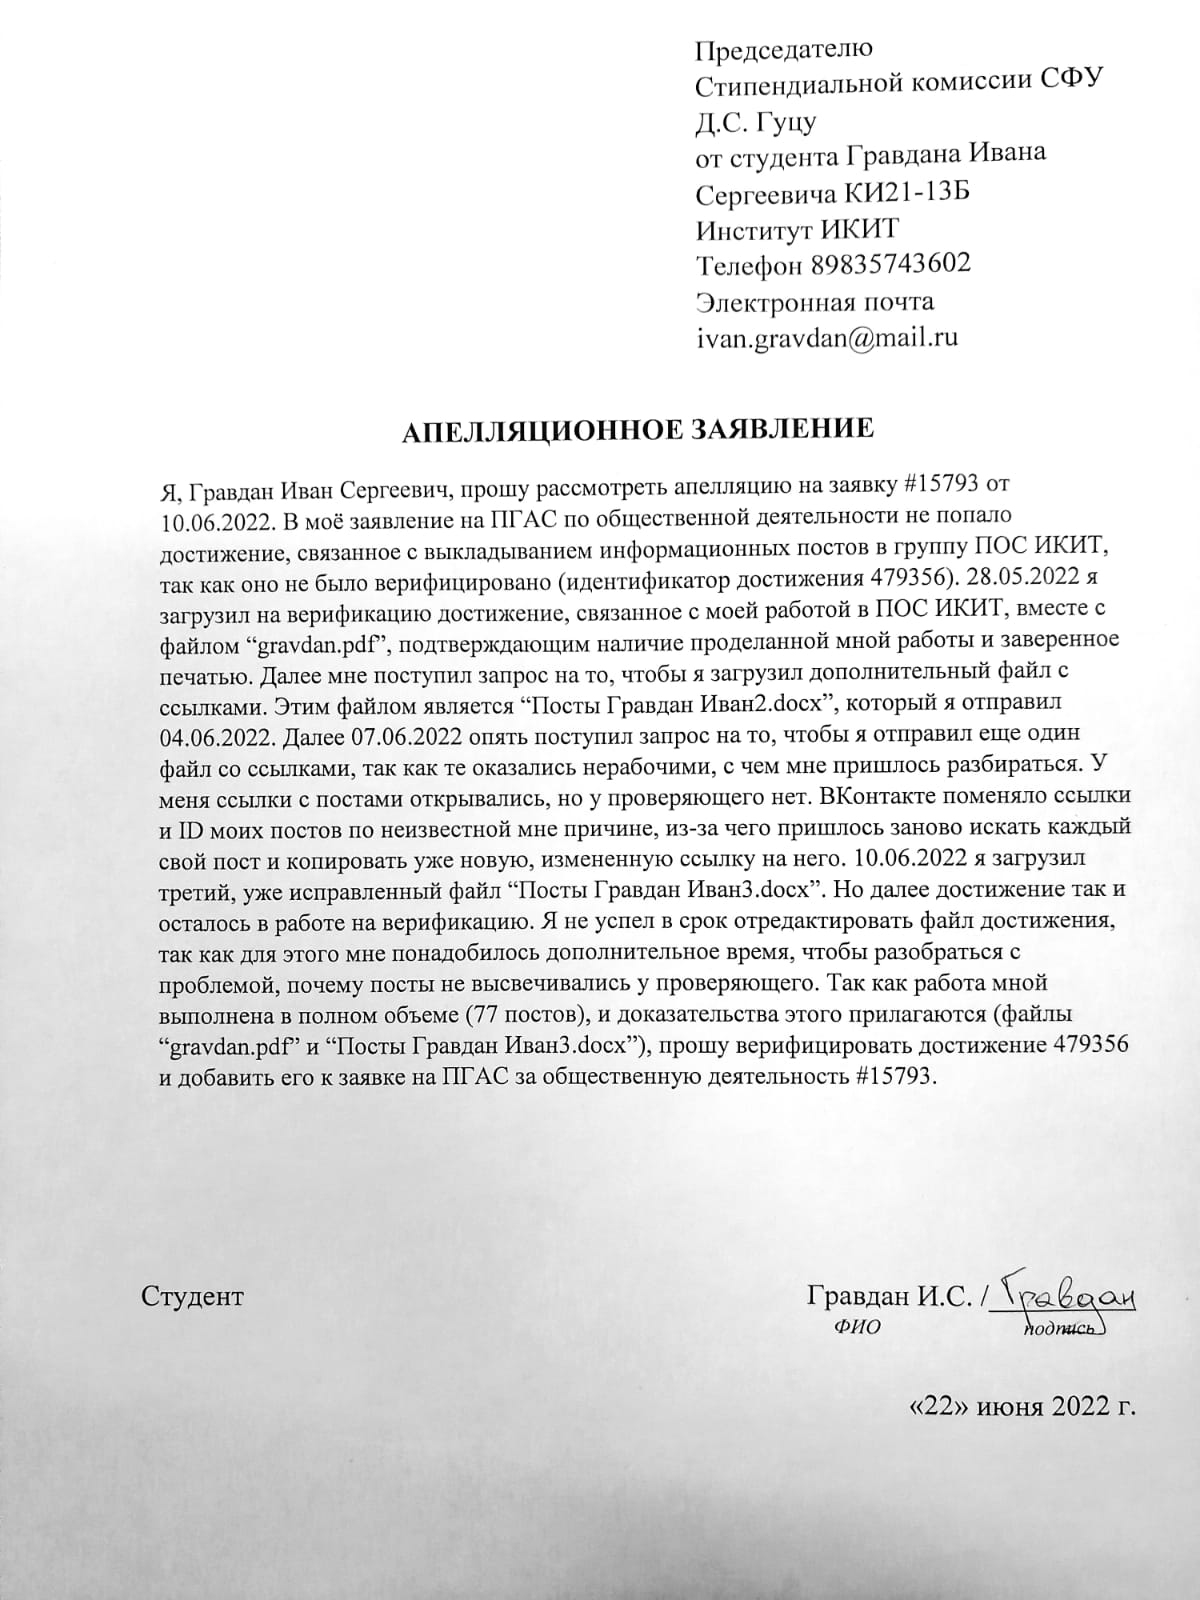 Председателю
Стипендиальной комиссии СФУ
Д.С. Гуцу
от студента Гравдана Ивана
Сергеевича КИ21-13Б
Институт ИКИТ
Телефон 89835743602
Электронная почта
ivan.gravdan@mail.ru
АПЕЛЛЯЦИОННОЕ ЗАЯВЛЕНИЕ
Я, Гравдан Иван Сергеевич, прошу рассмотреть апелляцию на заявку #15793 от
10.06.2022. В моё заявление на ПГАС по общественной деятельности не попало
достижение, связанное с выкладыванием информационных постов в группу ПОС ИКИТ,
так как оно не было верифицировано (идентификатор достижения 479356). 28.05.2022 я
загрузил на верификацию достижение, связанное с моей работой в ПОС ИКИТ, вместе с
файлом “gravdan.pdf”, подтверждающим наличие проделанной мной работы и заверенное
печатью. Далее мне поступил запрос на то, чтобы я загрузил дополнительный файл с
ссылками. Этим файлом является “Посты Гравдан Иван2.docx”, который я отправил
04.06.2022. Далее 07.06.2022 опять поступил запрос на то, чтобы я отправил еще один
файл со ссылками, так как те оказались нерабочими, с чем мне пришлось разбираться. У
меня ссылки с постами открывались, но у проверяющего нет. ВКонтакте поменяло ссылки
и ID моих постов по неизвестной мне причине, из-за чего пришлось заново искать каждый
свой пост и копировать уже новую, измененную ссылку на него. 10.06.2022 я загрузил
третий, уже исправленный файл “Посты Гравдан Иван3.docx”. Но далее достижение так и
осталось в работе на верификацию. Я не успел в срок отредактировать файл достижения,
так как для этого мне понадобилось дополнительное время, чтобы разобраться с
проблемой, почему посты не высвечивались у проверяющего. Так как работа мной
выполнена в полном объеме (77 постов), и доказательства этого прилагаются (файлы
“gravdan.pdf” и “Посты Гравдан Иван3.docx”), прошу верифицировать достижение 479356
и добавить его к заявке на ПГАС за общественную деятельность #15793.
Студент Гравдан И.С. / Гравдан
ФИО подпись
«22» июня 2022 г.